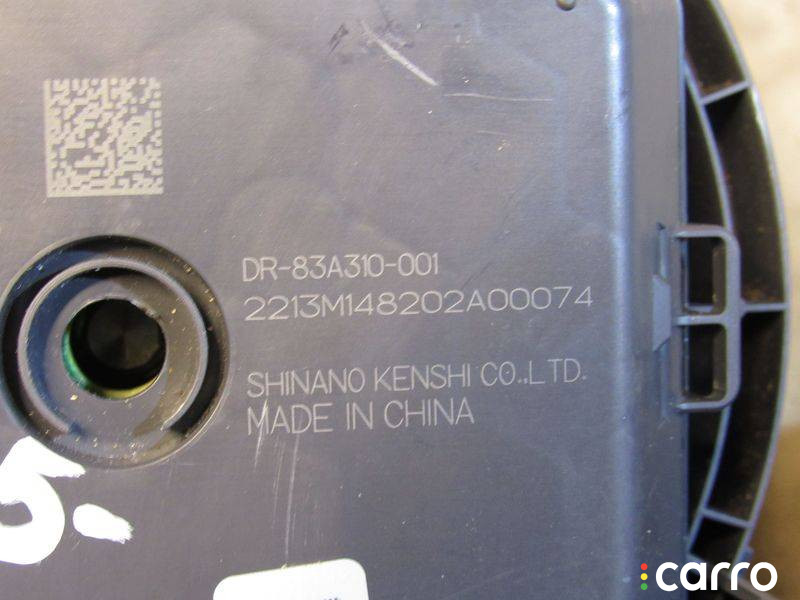 DR-83A310-001
2213M148202A00074
SHINANO KENSHI CO.,LTD.
MADE IN CHINA
5.
carro